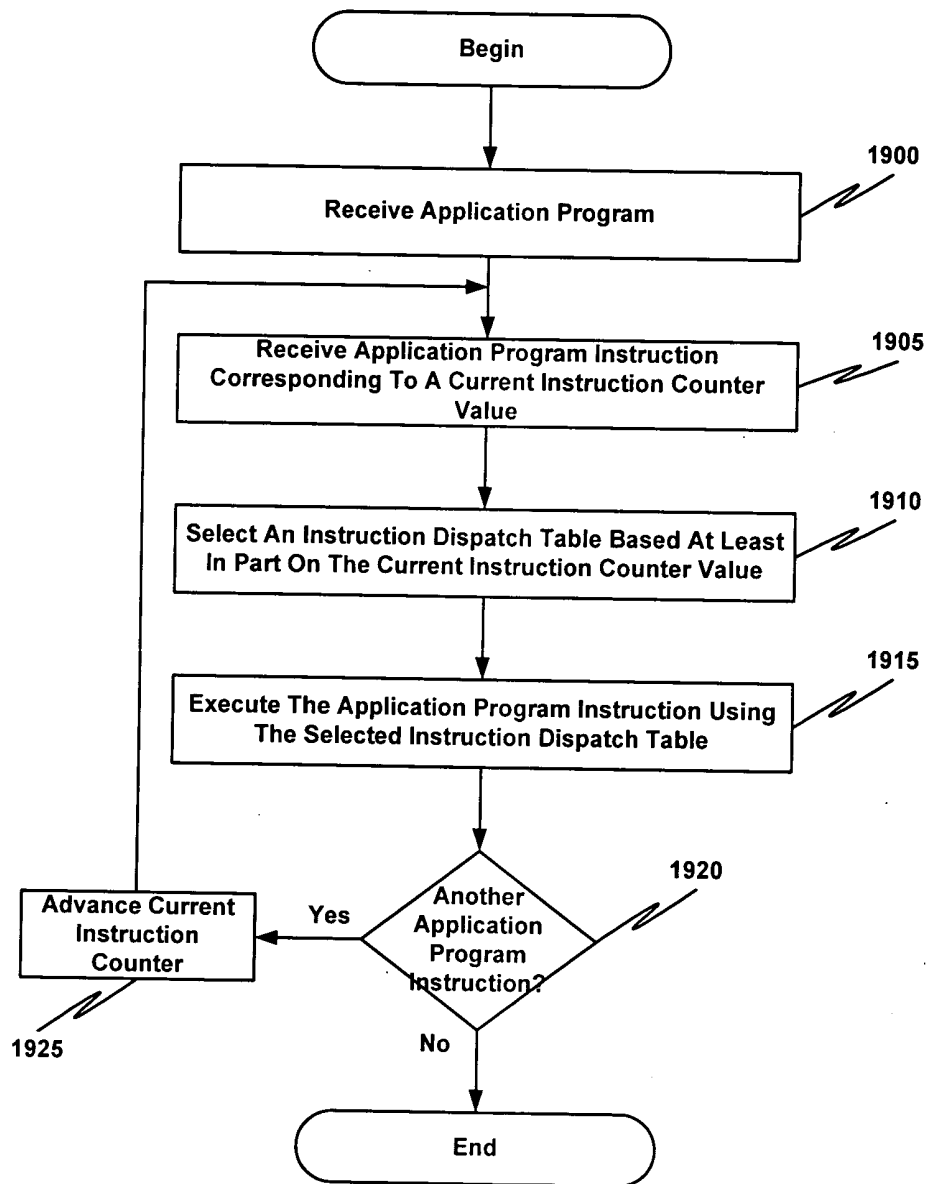 Begin
1900
Receive Application Program
1905
Receive Application Program Instruction
Corresponding To A Current Instruction Counter
Value
1910
Select An Instruction Dispatch Table Based At Least
In Part On The Current Instruction Counter Value
1915
Execute The Application Program Instruction Using
The Selected Instruction Dispatch Table
1920
Another
Application
Program
Instruction?
Yes
Advance Current
Instruction
Counter
1925
No
End